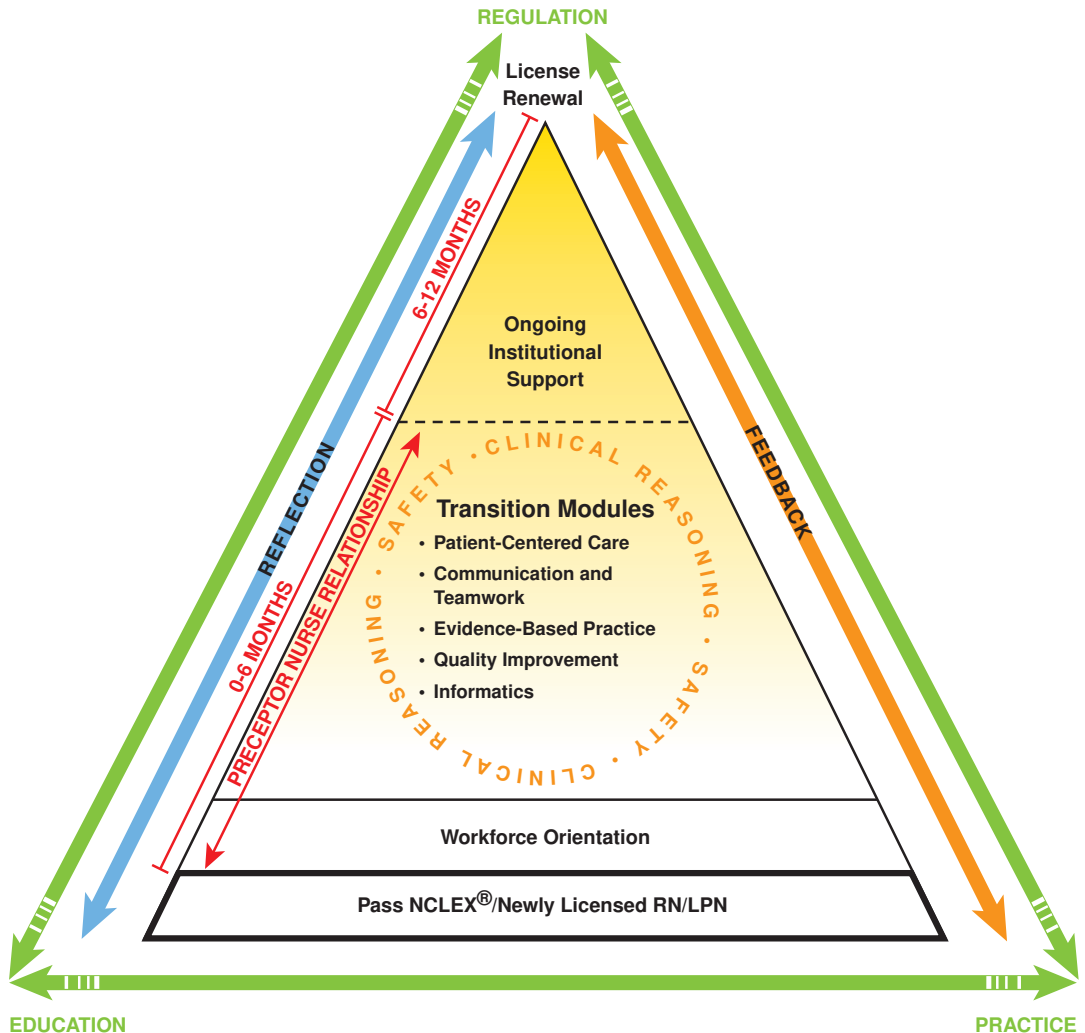 REGULATION
License
Renewal
6-12 MONTHS
Ongoing
Institutional
Support
REFLECTION
FEEDBACK
0-6 MONTHS
PRECEPTOR NURSE RELATIONSHIP
SAFETY • CLINICAL REASONING • SAFETY • CLINICAL REASONING •
Transition Modules
• Patient-Centered Care
• Communication and
Teamwork
• Evidence-Based Practice
• Quality Improvement
• Informatics
Workforce Orientation
Pass NCLEX®/Newly Licensed RN/LPN
EDUCATION
PRACTICE